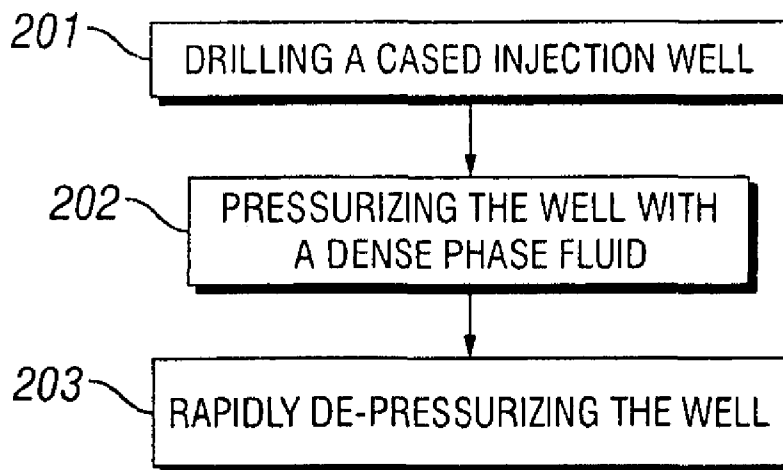 201
DRILLING A CASED INJECTION WELL
202
PRESSURIZING THE WELL WITH
A DENSE PHASE FLUID
203
RAPIDLY DE-PRESSURIZING THE WELL